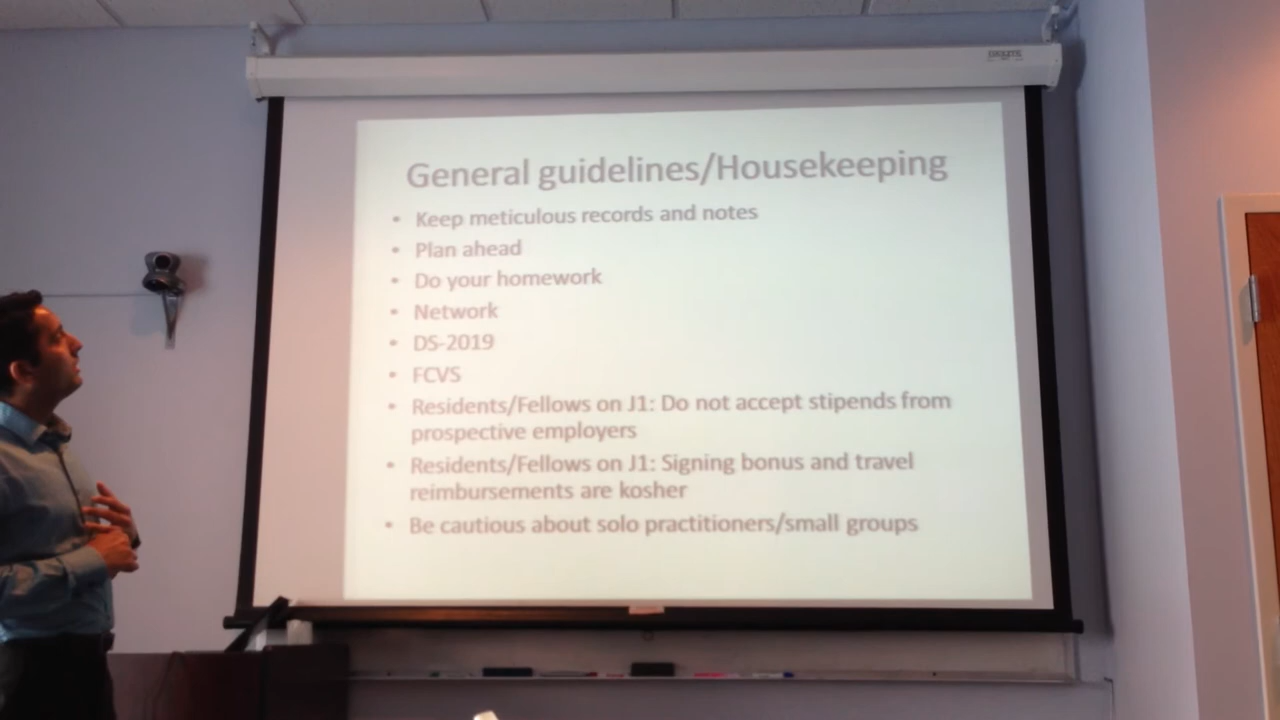 General guidelines/Housekeeping
• Keep meticulous records and notes
• Plan ahead
• Do your homework
• Network
• DS-2019
• FCVS
• Residents/Fellows on J1: Do not accept stipends from
prospective employers
• Residents/Fellows on J1: Signing bonus and travel
reimbursements are kosher
• Be cautious about solo practitioners/small groups